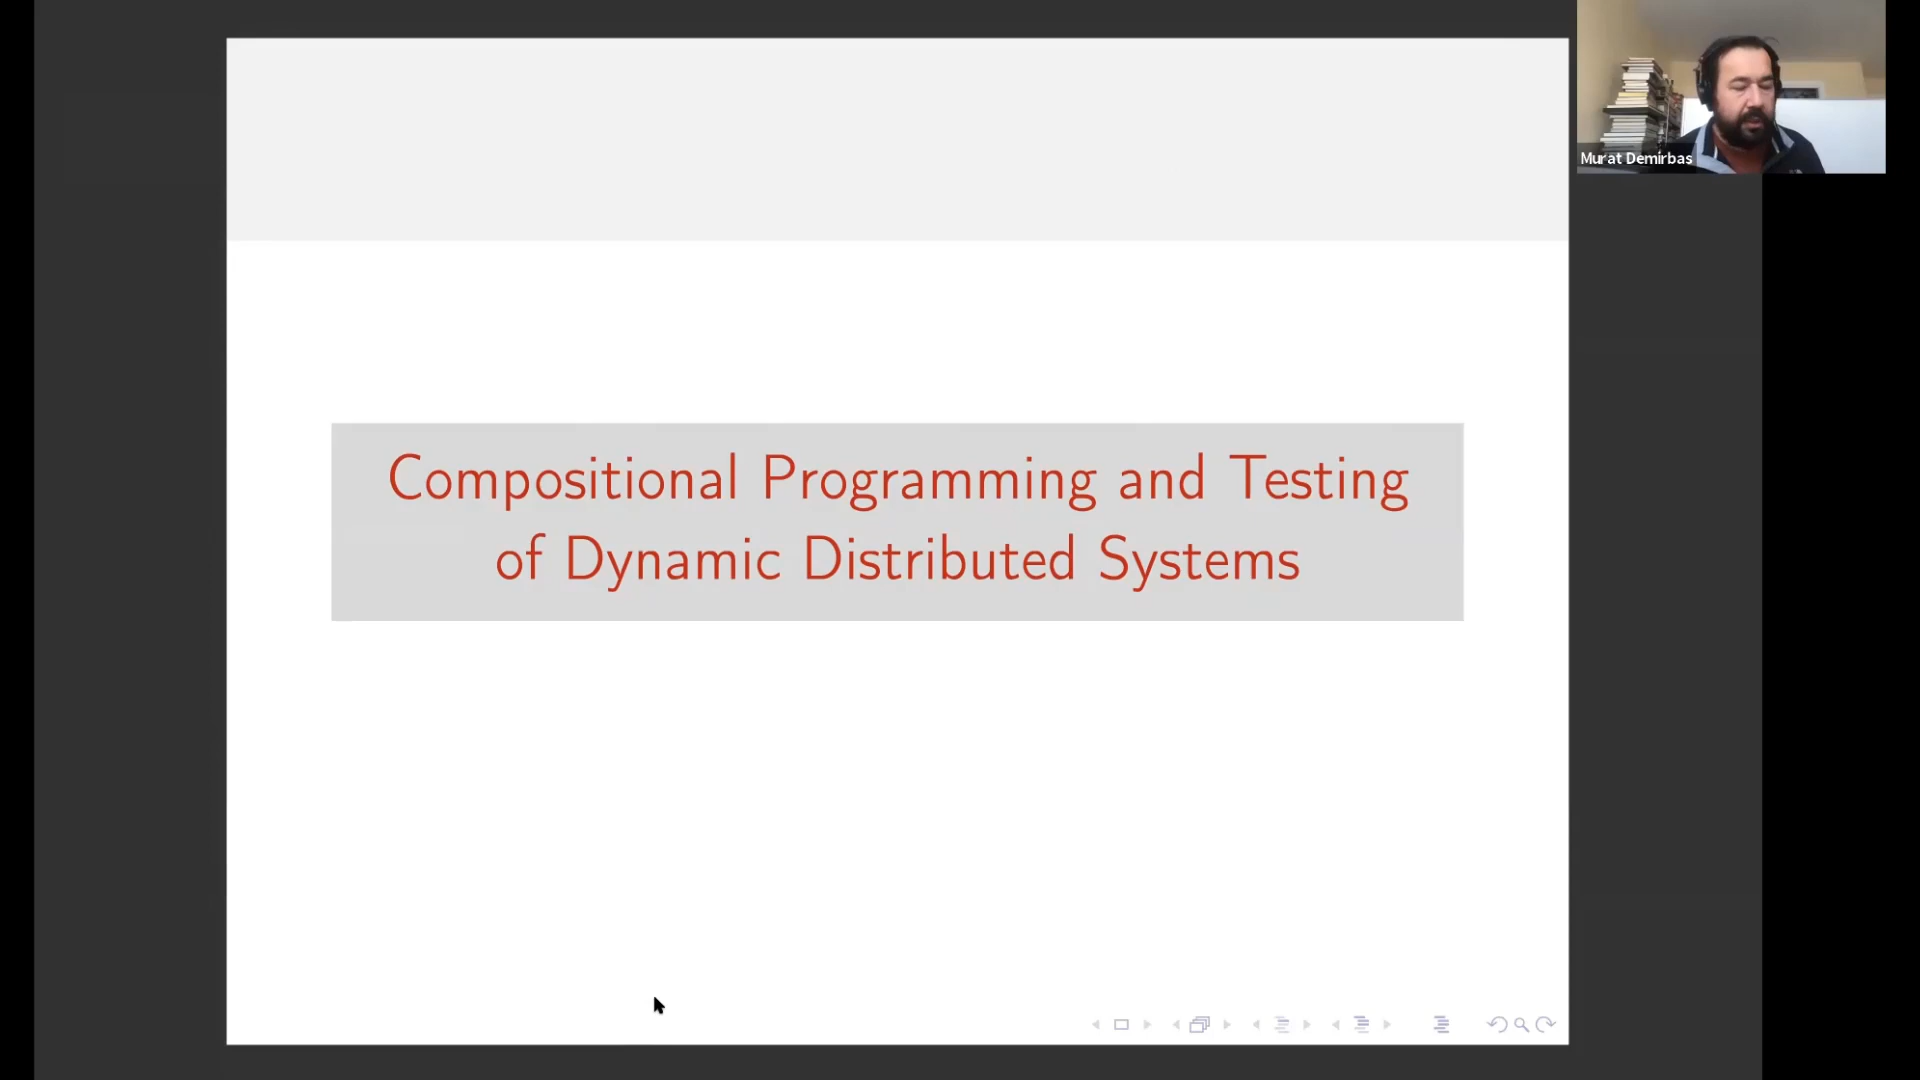 Murat Demirbas
Compositional Programming and Testing
of Dynamic Distributed Systems